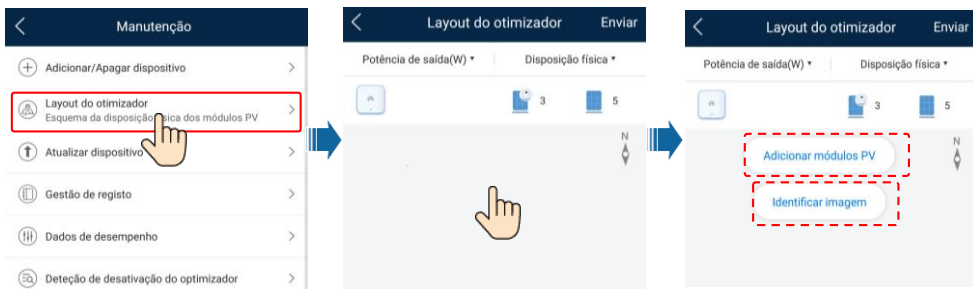 Manutenção
Adicionar/Apagar dispositivo
Layout do otimizador
Esquema da disposição física dos módulos PV
Atualizar dispositivo
Gestão de registo
Dados de desempenho
Deteção de desativação do optimizador
Layout do otimizador Enviar
Potência de saída(W) Disposição física
3 5
N
Layout do otimizador Enviar
Potência de saída(W) Disposição física
3 5
N
Adicionar módulos PV
Identificar imagem